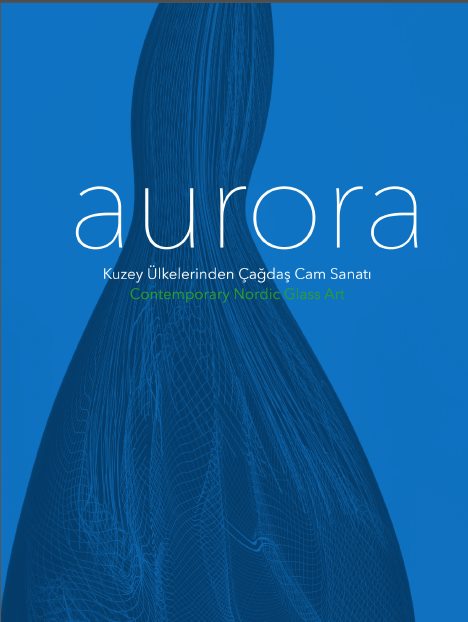 aurora
Kuzey Ülkelerinden Çağdaş Cam Sanatı
Contemporary Nordic Glass Art